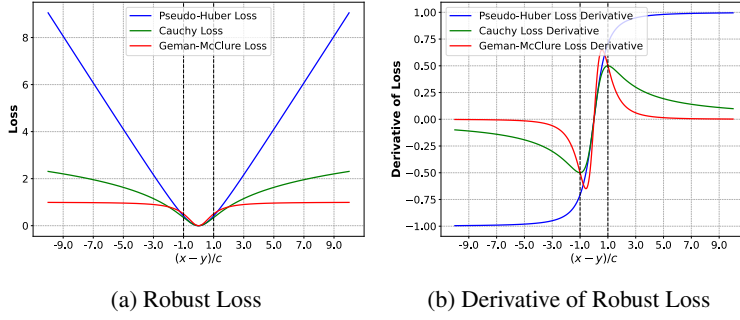 Pseudo-Huber Loss
Cauchy Loss
Geman-McClure Loss
Loss
8
6
4
2
0
-9.0 -7.0 -5.0 -3.0 -1.0 1.0 3.0 5.0 7.0 9.0
(x − y)/c
(a) Robust Loss
Pseudo-Huber Loss Derivative
Cauchy Loss Derivative
Geman-McClure Loss Derivative
Derivative of Loss
1.00
0.75
0.50
0.25
0.00
−0.25
−0.50
−0.75
−1.00
-9.0 -7.0 -5.0 -3.0 -1.0 1.0 3.0 5.0 7.0 9.0
(x − y)/c
(b) Derivative of Robust Loss